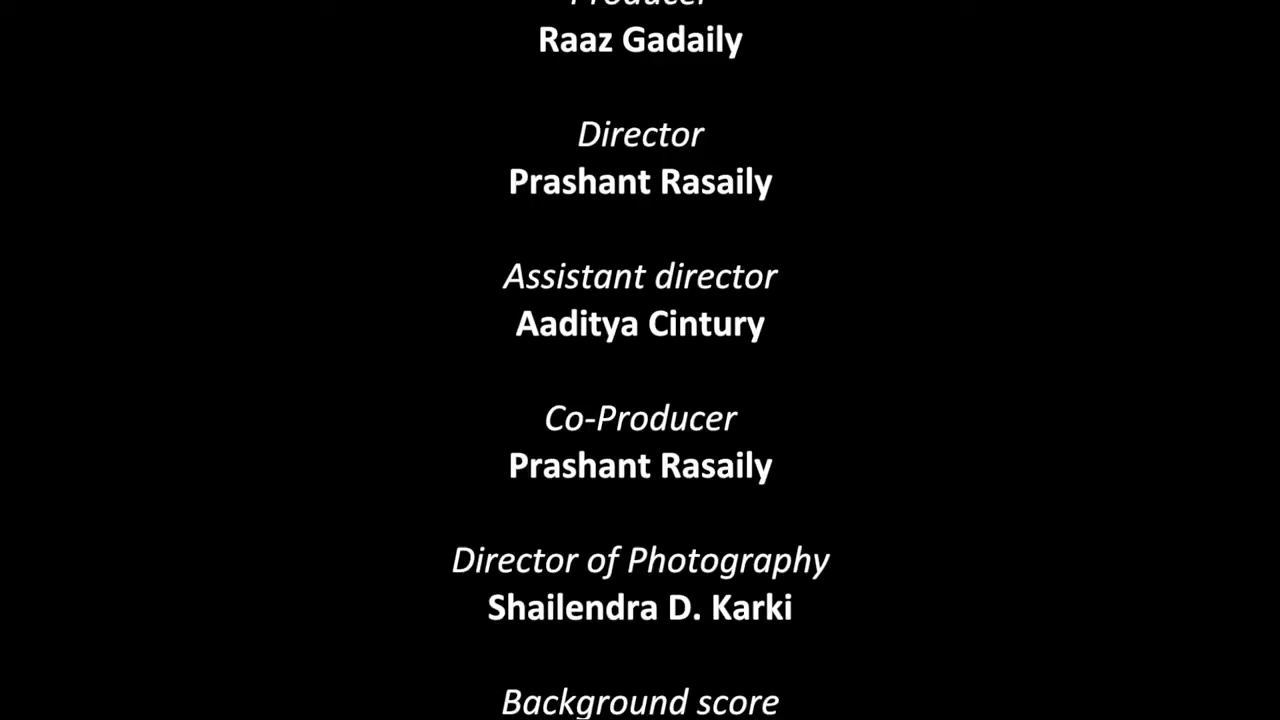 Producer
Raaz Gadaily
Director
Prashant Rasaily
Assistant director
Aaditya Cintury
Co-Producer
Prashant Rasaily
Director of Photography
Shailendra D. Karki
Background score